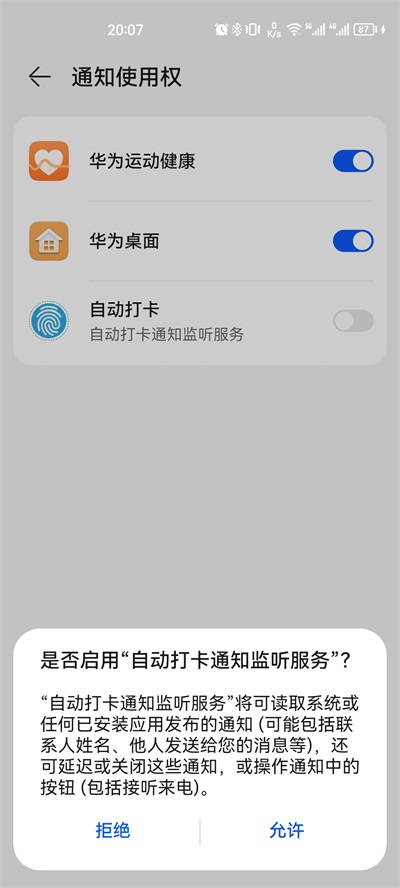 20:07
0
K/s
5G
4G
87
通知使用权
华为运动健康
华为桌面
自动打卡
自动打卡通知监听服务
是否启用“自动打卡通知监听服务”？
“自动打卡通知监听服务”将可读取系统或
任何已安装应用发布的通知 (可能包括联
系人姓名、他人发送给您的消息等)，还
可延迟或关闭这些通知，或操作通知中的
按钮 (包括接听来电)。
拒绝
允许